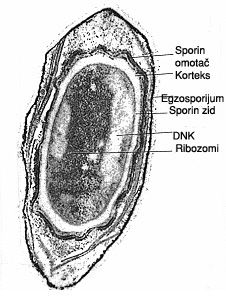 Sporin
omotač
Korteks
Egzosporijum
Sporin zid
DNK
Ribozomi